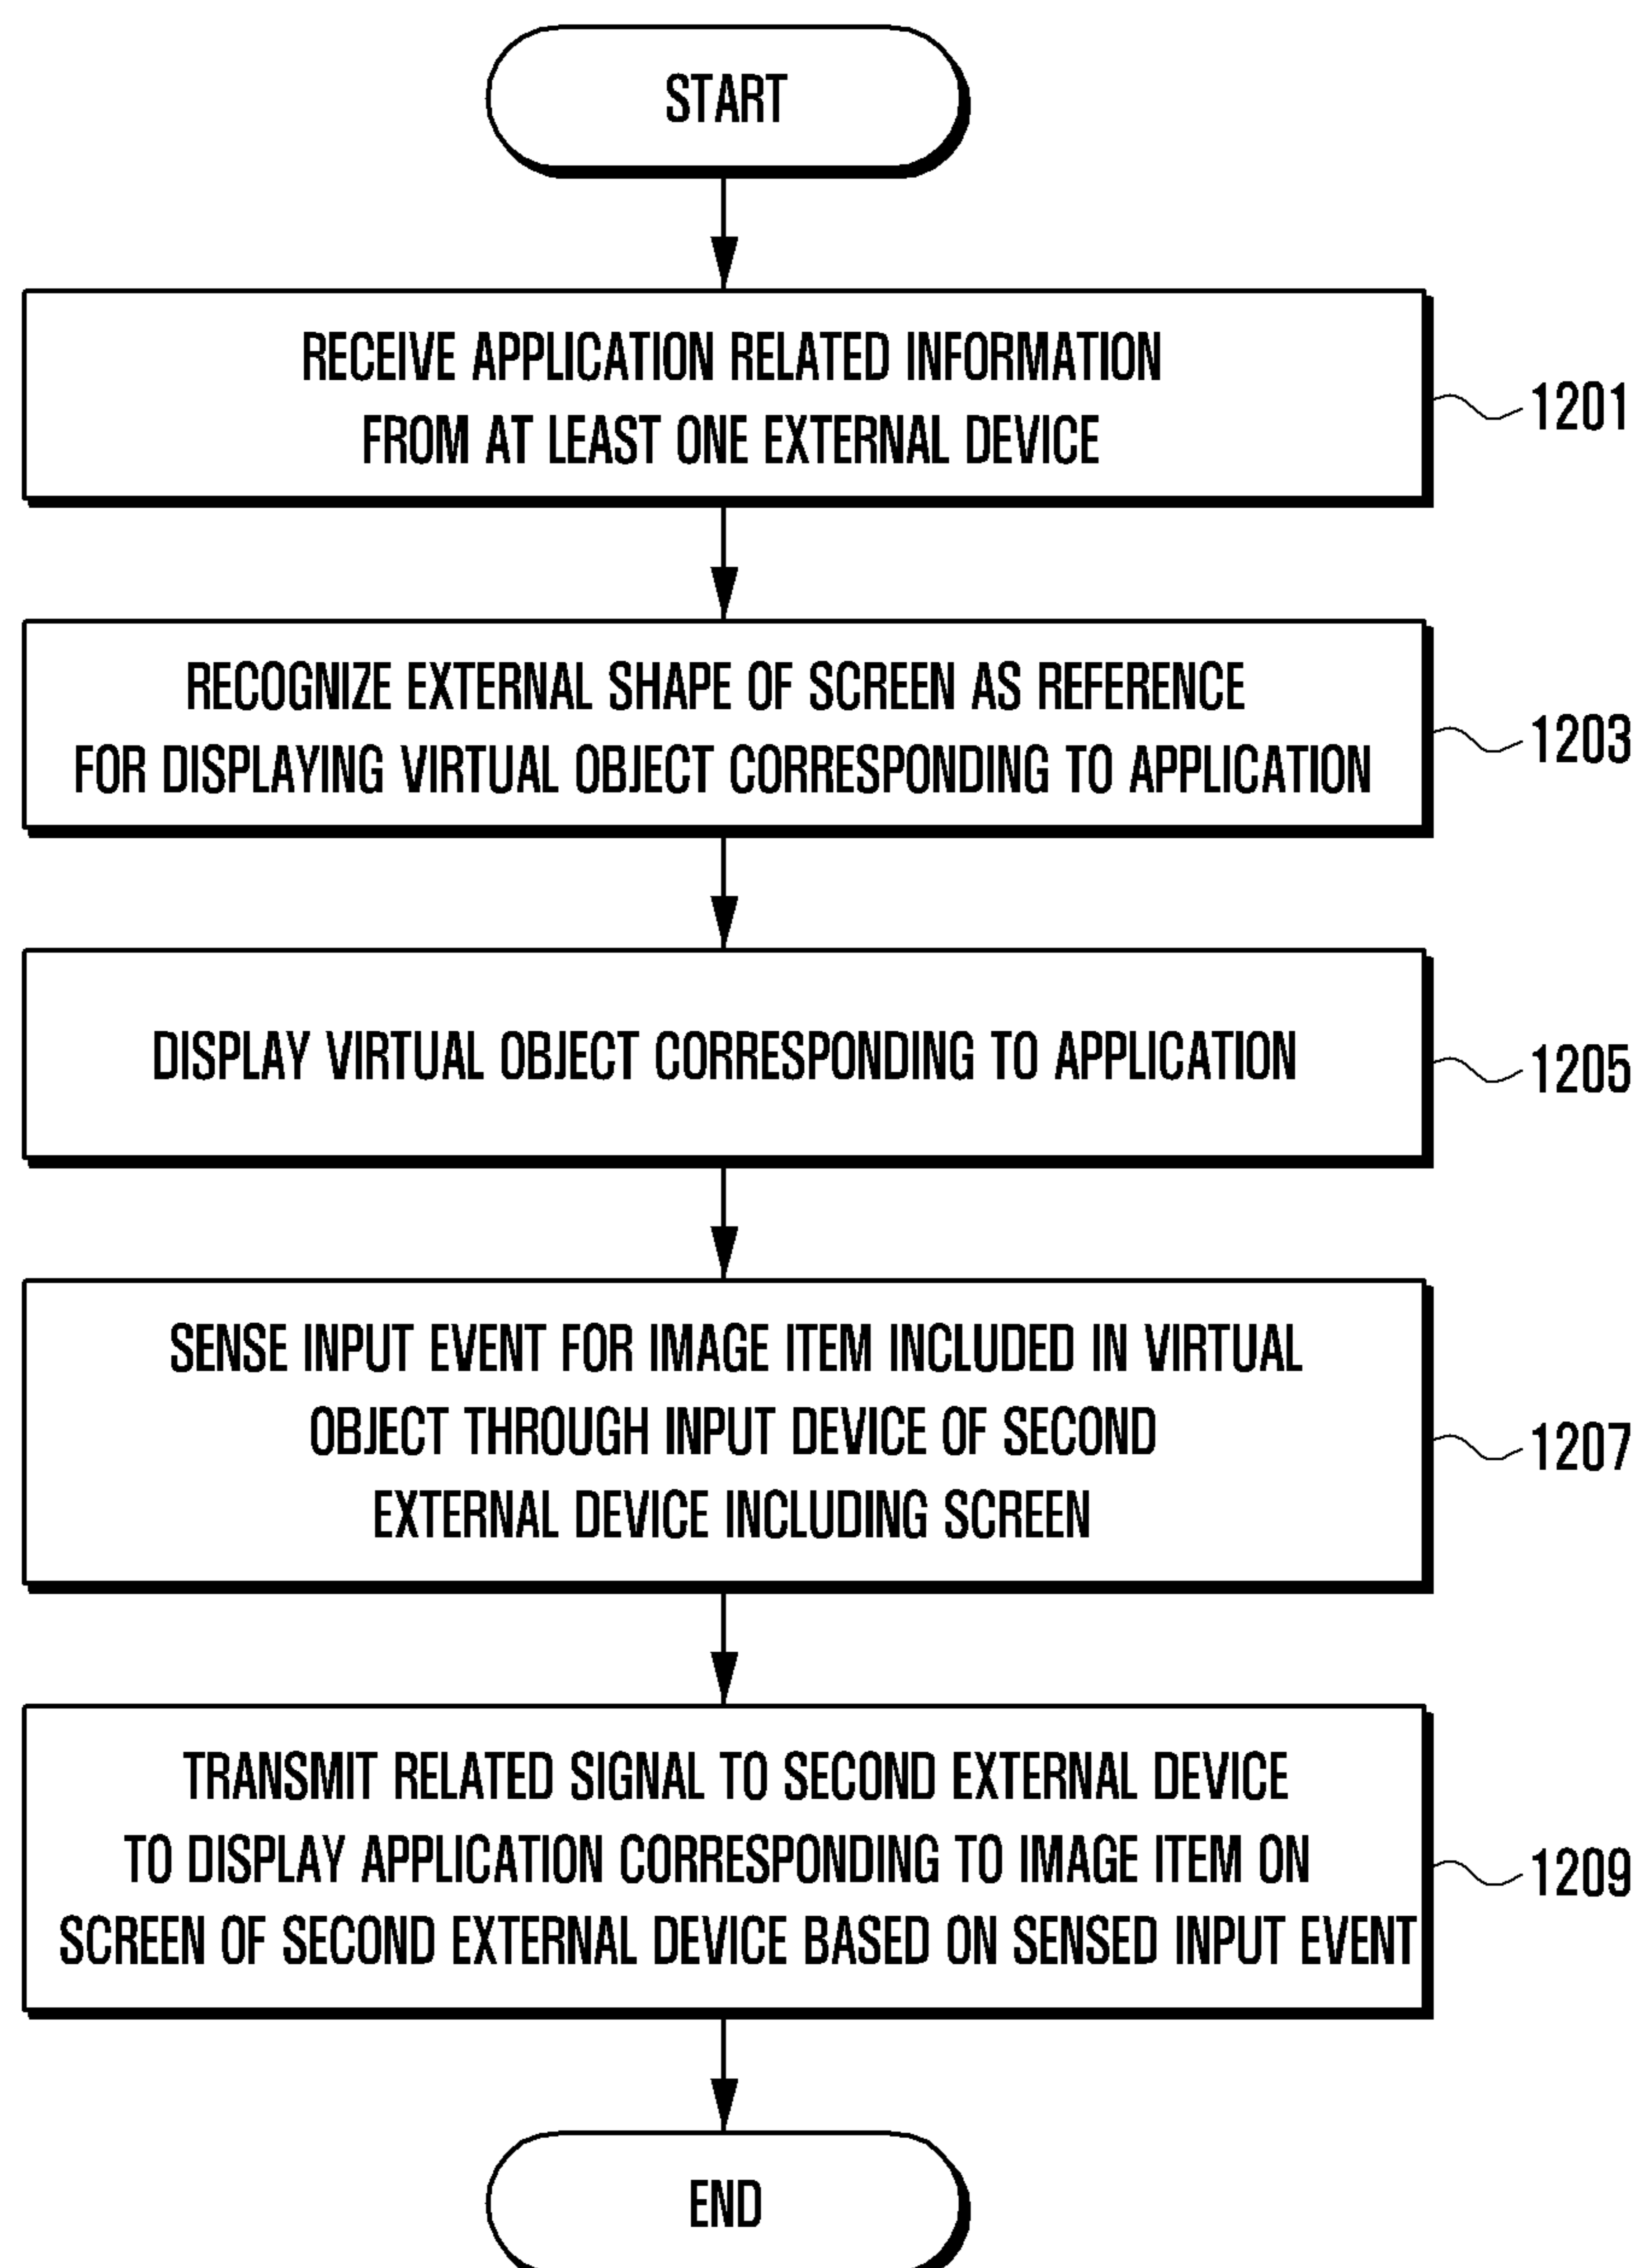 START
RECEIVE APPLICATION RELATED INFORMATION
FROM AT LEAST ONE EXTERNAL DEVICE
1201
RECOGNIZE EXTERNAL SHAPE OF SCREEN AS REFERENCE
FOR DISPLAYING VIRTUAL OBJECT CORRESPONDING TO APPLICATION
1203
DISPLAY VIRTUAL OBJECT CORRESPONDING TO APPLICATION
1205
SENSE INPUT EVENT FOR IMAGE ITEM INCLUDED IN VIRTUAL
OBJECT THROUGH INPUT DEVICE OF SECOND
EXTERNAL DEVICE INCLUDING SCREEN
1207
TRANSMIT RELATED SIGNAL TO SECOND EXTERNAL DEVICE
TO DISPLAY APPLICATION CORRESPONDING TO IMAGE ITEM ON
SCREEN OF SECOND EXTERNAL DEVICE BASED ON SENSED INPUT EVENT
1209
END